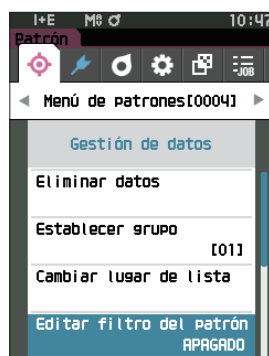 I+E M0 10:47
Patrón
JOB
Menú de patrones[0004]
Gestión de datos
Eliminar datos
Establecer grupo
[01]
Cambiar lugar de lista
Editar filtro del patrón
APAGADO